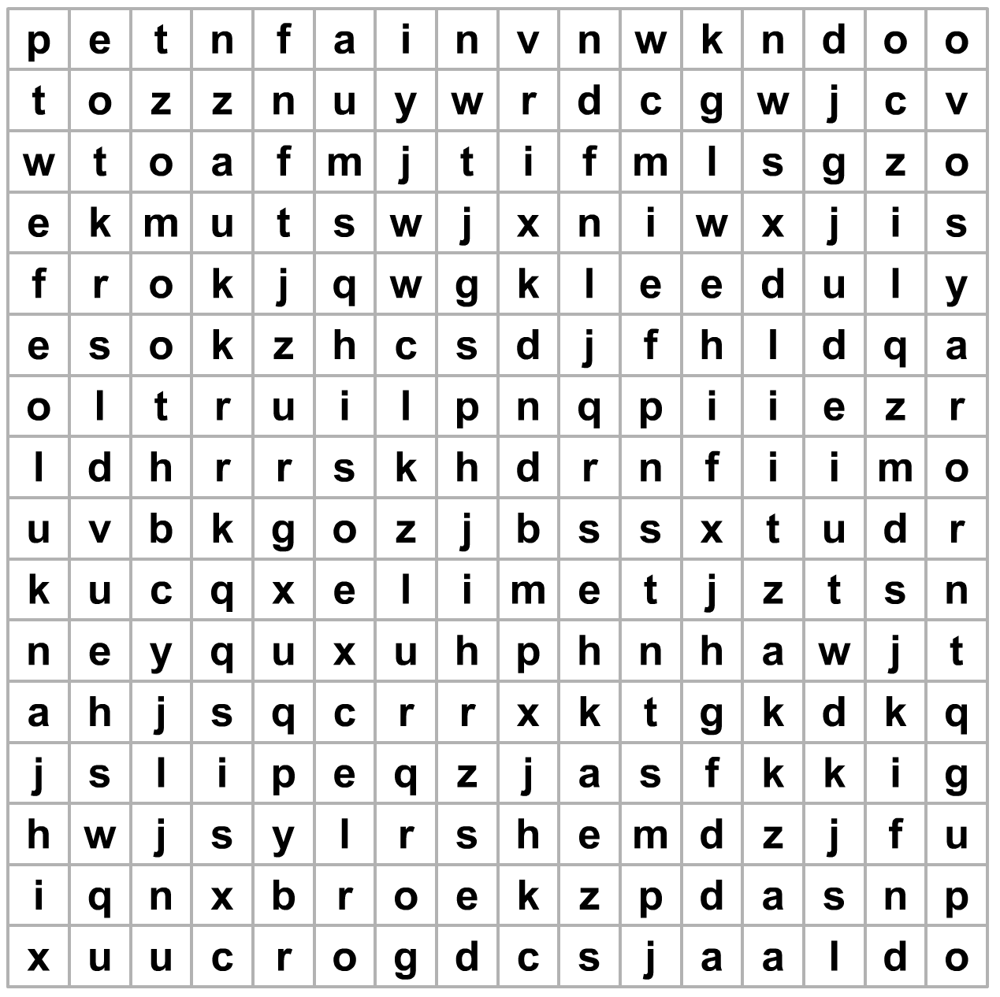 p e t n f a i n v n w k n d o o
t o z z n u y w r d c g w j c v
w t o a f m j t i f m l s g z o
e k m u t s w j x n i w x j i s
f r o k j q w g k l e e d u l y
e s o k z h c s d j f h l d q a
o l t r u i l p n q p i i e z r
l d h r r s k h d r n f i i m o
u v b k g o z j b s s x t u d r
k u c q x e l i m e t j z t s n
n e y q u x u h p h n h a w j t
a h j s q c r r x k t g k d k q
j s l i p e q z j a s f k k i g
h w j s y l r s h e m d z j f u
i q n x b r o e k z p d a s n p
x u u c r o g d c s j a a l d o